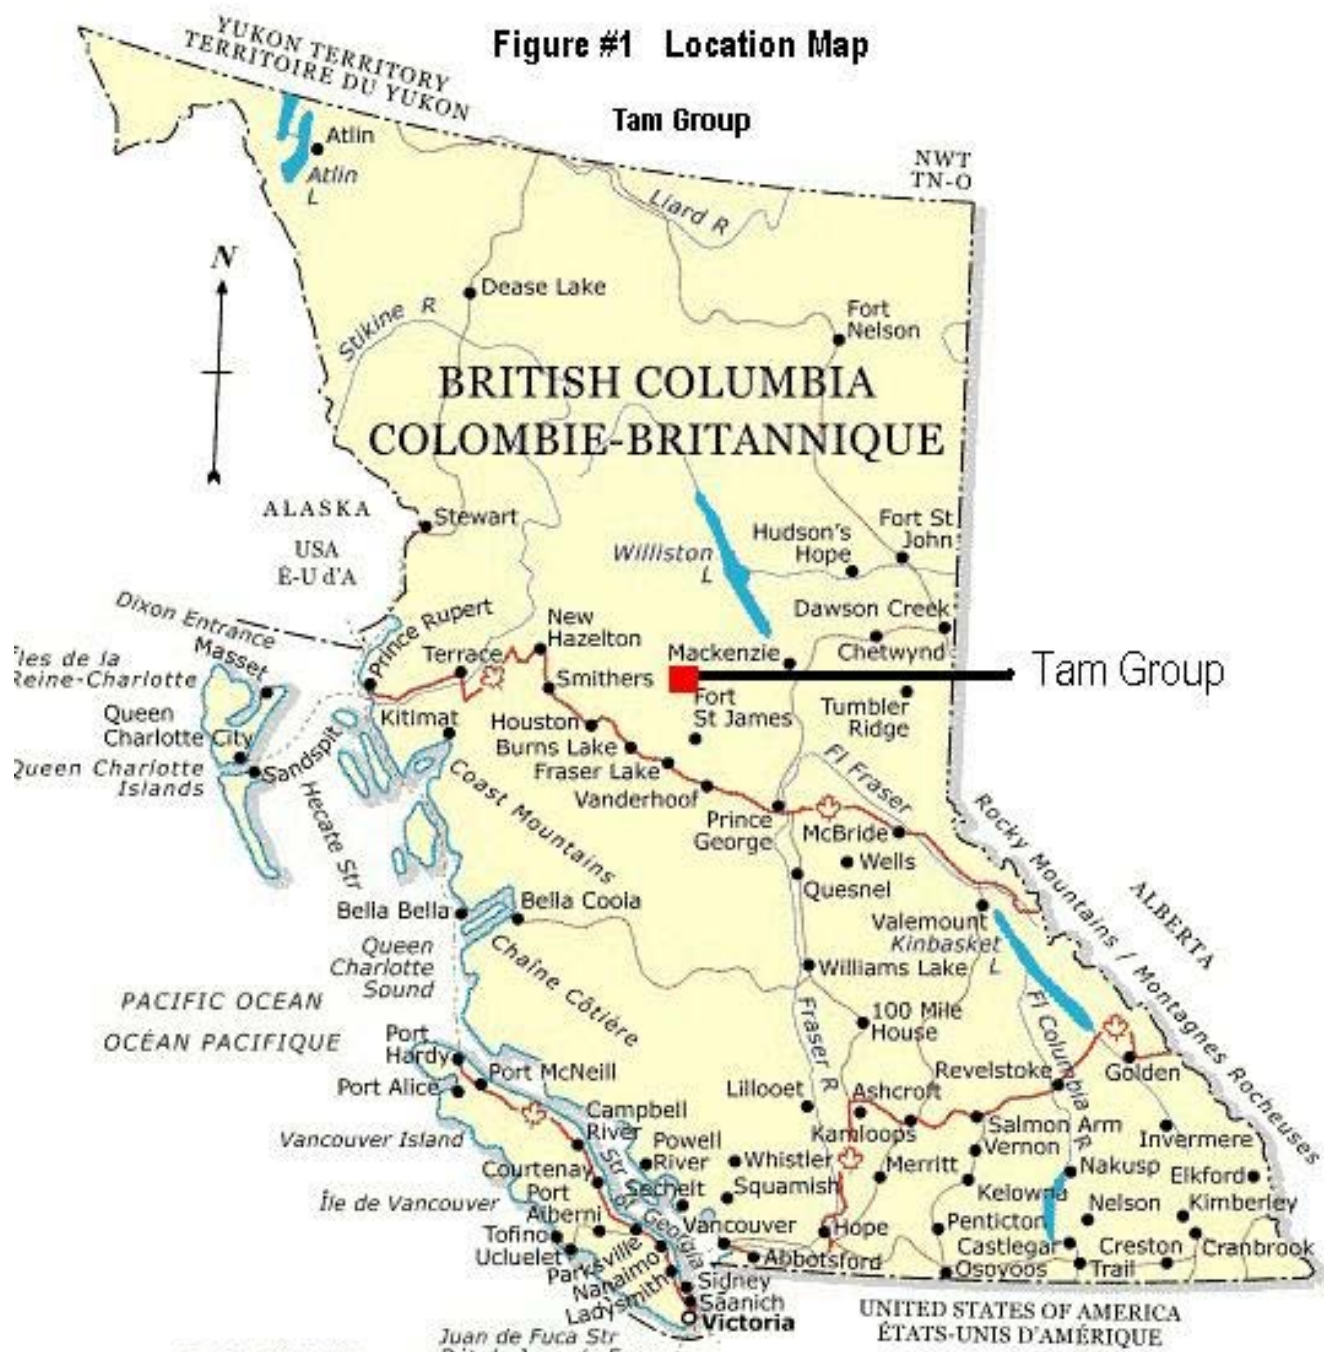 Figure #1 Location Map
Tam Group
YUKON TERRITORY
TERRITOIRE DU YUKON
NWT
TN-O
Atlin
Atlin
L
Liard R
N
Dease Lake
Stikine R
Fort
Nelson
BRITISH COLUMBIA
COLOMBIE-BRITANNIQUE
ALASKA
USA
É-U d'A
Stewart
Williston
L
Hudson's
Hope
Fort St
John
Dixon Entrance
Masset
Prince Rupert
Terrace
New
Hazelton
Smithers
Dawson Creek
Chetwynd
Mackenzie
Tam Group
Îles de la
Reine-Charlotte
Queen
Charlotte City
Queen Charlotte
Islands
Sandspit
Kitimat
Houston
Burns Lake
Fraser Lake
Vanderhoof
Fort
St James
Tumbler
Ridge
Fl Fraser
Hecate Str
Coast Mountains
Prince
George
McBride
Wells
Quesnel
Rocky Mountains / Montagnes Rocheuses
ALBERTA
Bella Bella
Bella Coola
Valemount
Kinbasket
L
Queen
Charlotte
Sound
Chaîne Côtière
Williams Lake
PACIFIC OCEAN
OCÉAN PACIFIQUE
Fraser R
100 Mile
House
Fl Columbia R
Port
Hardy
Port McNeill
Port Alice
Revelstoke
Golden
Lillooet
Ashcroft
Kamloops
Salmon Arm
Vernon
Invermere
Vancouver Island
Campbell
River
Powell
River
Whistler
Merritt
Nakusp
Elkford
Courtenay
Île de Vancouver
Port
Alberni
Sechelt
Squamish
Kelowna
Nelson
Kimberley
Str of Georgia
Tofino
Ucluelet
Vancouver
Hope
Penticton
Castlegar
Creston
Cranbrook
Parksville
Nanaimo
Ladysmith
Abbotsford
Osoyoos
Trail
Sidney
Saanich
Victoria
UNITED STATES OF AMERICA
ÉTATS-UNIS D'AMÉRIQUE
Juan de Fuca Str